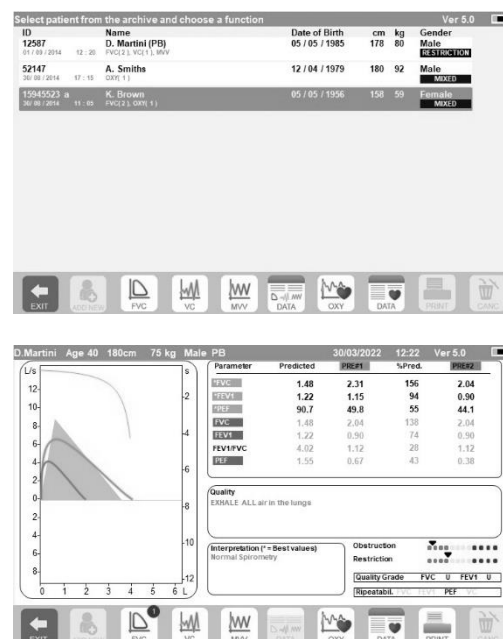 Select patient from the archive and choose a function Ver 5.0
ID Name Date of Birth cm kg Gender
12587 D. Martini (PB) 05 / 05 / 1985 178 80 Male
01 / 09 / 2014 12 : 20 FVC( 2 ), VC( 1 ), MVV RESTRICTION
52147 A. Smiths 12 / 04 / 1979 180 92 Male
30/ 08 / 2014 17 : 15 OXY( 1 ) MIXED
15945523 a K. Brown 05 / 05 / 1956 158 59 Female
30/ 08 / 2014 11 : 05 FVC( 2 ), OXY( 1 ) MIXED
EXIT ADD NEW FVC VC MVV DATA OXY DATA PRINT CANC
D.Martini Age 40 180cm 75 kg Male PB 30/03/2022 12:22 Ver 5.0
L/s s Parameter Predicted PRE#1 %Pred. PRE#2
*FVC 1.48 2.31 156 2.04
*FEV1 1.22 1.15 94 0.90
*PEF 90.7 49.8 55 44.1
FVC 1.48 2.04 138 2.04
FEV1 1.22 0.90 74 0.90
FEV1/FVC 4.02 1.12 28 1.12
PEF 1.55 0.67 43 0.38
12-
10-
8-
6-
4-
2-
0-
2-
4-
6-
8-
-2
-4
-6
-8
-10
-12
0 1 2 3 4 5 6 L
Quality
EXHALE ALL air in the lungs
Interpretation (* = Best values)
Normal Spirometry
Obstruction
Restriction
Quality Grade FVC U FEV1 U
Ripeatabil. FVC FEV1 PEF VC
1
EXIT FVC VC MVV DATA OXY DATA PRINT